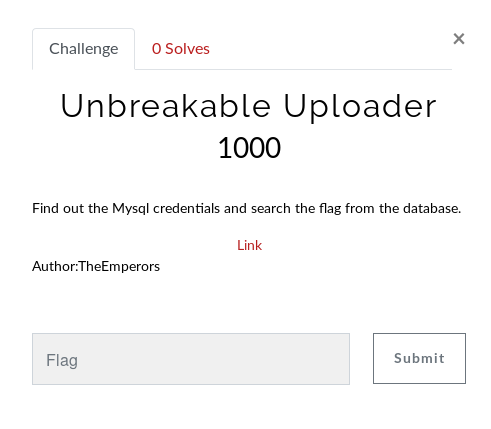 Challenge
0 Solves
×
Unbreakable Uploader
1000
Find out the Mysql credentials and search the flag from the database.
Link
Author:TheEmperors
Flag
Submit